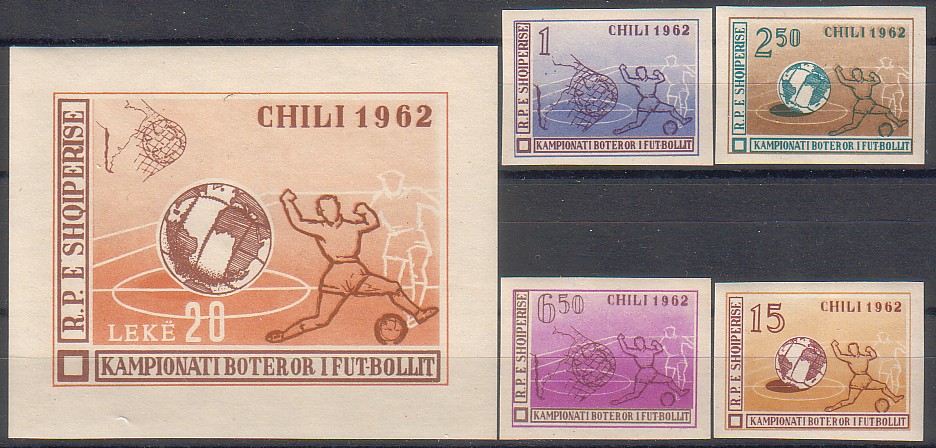 CHILI 1962
R.P.E SHQIPERISE
LEKË 20
KAMPIONATI BOTEROR I FUT-BOLLIT
1
CHILI 1962
R.P.E SHQIPERISE
KAMPIONATI BOTEROR I FUT-BOLLIT
2 50
CHILI 1962
R.P.E SHQIPERISE
KAMPIONATI BOTEROR I FUT-BOLLIT
6 50
CHILI 1962
R.P.E SHQIPERISE
KAMPIONATI BOTEROR I FUT-BOLLIT
15
CHILI 1962
R.P.E SHQIPERISE
KAMPIONATI BOTEROR I FUT-BOLLIT